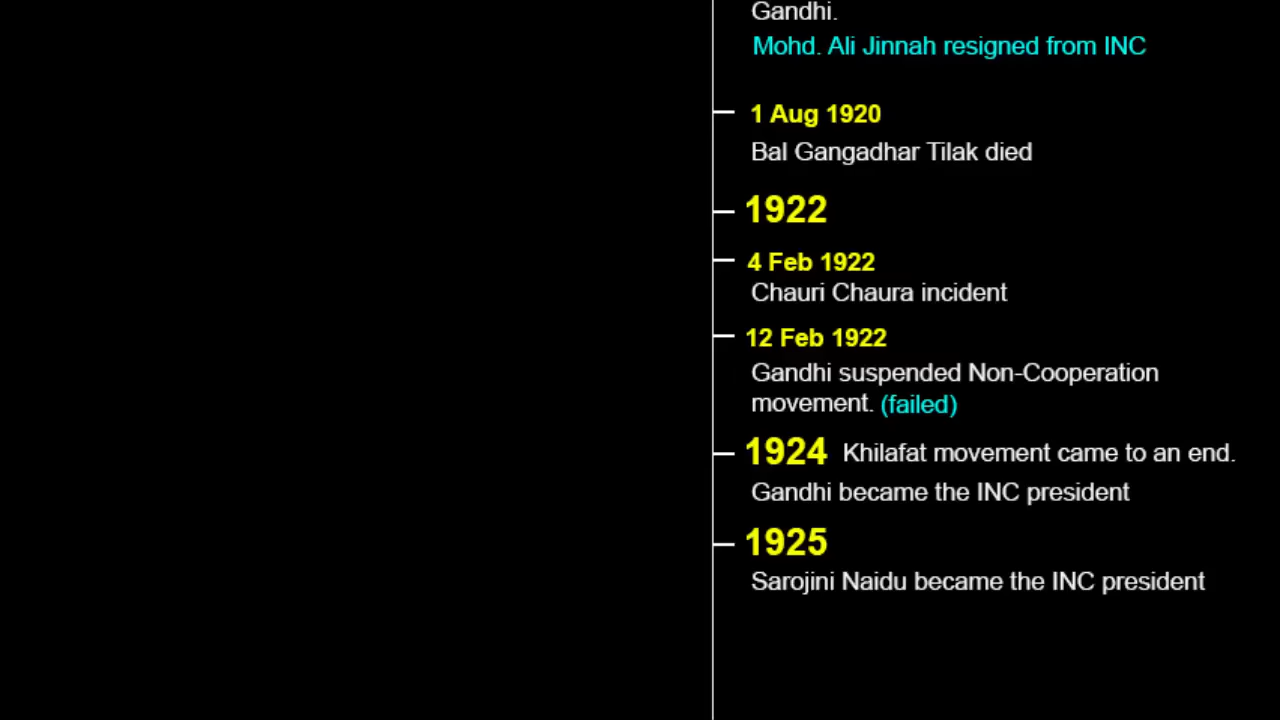 Gandhi.
Mohd. Ali Jinnah resigned from INC
1 Aug 1920
Bal Gangadhar Tilak died
1922
4 Feb 1922
Chauri Chaura incident
12 Feb 1922
Gandhi suspended Non-Cooperation
movement. (failed)
1924 Khilafat movement came to an end.
Gandhi became the INC president
1925
Sarojini Naidu became the INC president